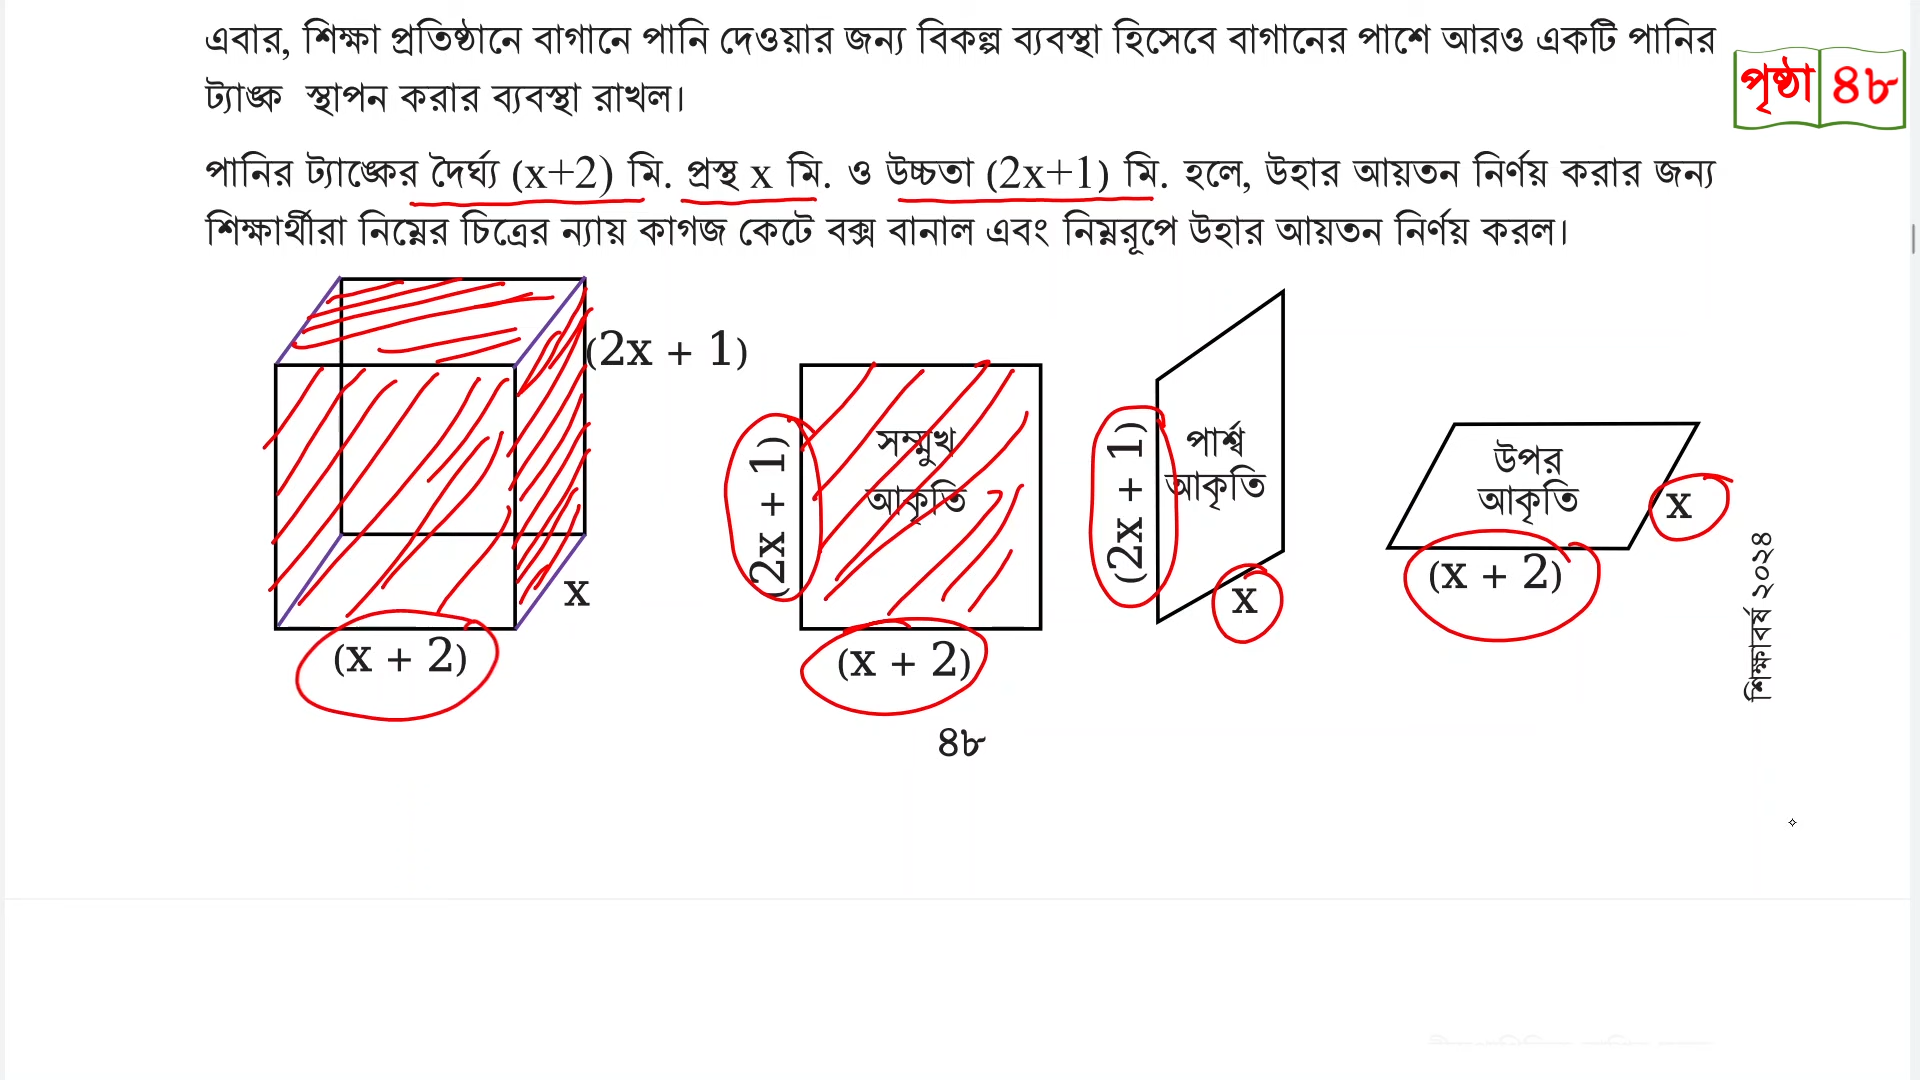 এবার, শিক্ষা প্রতিষ্ঠানে বাগানে পানি দেওয়ার জন্য বিকল্প ব্যবস্থা হিসেবে বাগানের পাশে আরও একটি পানির
ট্যাঙ্ক স্থাপন করার ব্যবস্থা রাখল।
পৃষ্ঠা ৪৮
পানির ট্যাঙ্কের দৈর্ঘ্য (x+2) মি. প্রস্থ x মি. ও উচ্চতা (2x+1) মি. হলে, উহার আয়তন নির্ণয় করার জন্য
শিক্ষার্থীরা নিম্নের চিত্রের ন্যায় কাগজ কেটে বক্স বানাল এবং নিম্নরূপে উহার আয়তন নির্ণয় করল।
(2x + 1)
x
(x + 2)
(2x + 1)
সম্মুখ
আকৃতি
(x + 2)
(2x + 1)
পার্শ্ব
আকৃতি
x
উপর
আকৃতি
x
(x + 2)
শিক্ষাবর্ষ ২০২৪
৪৮